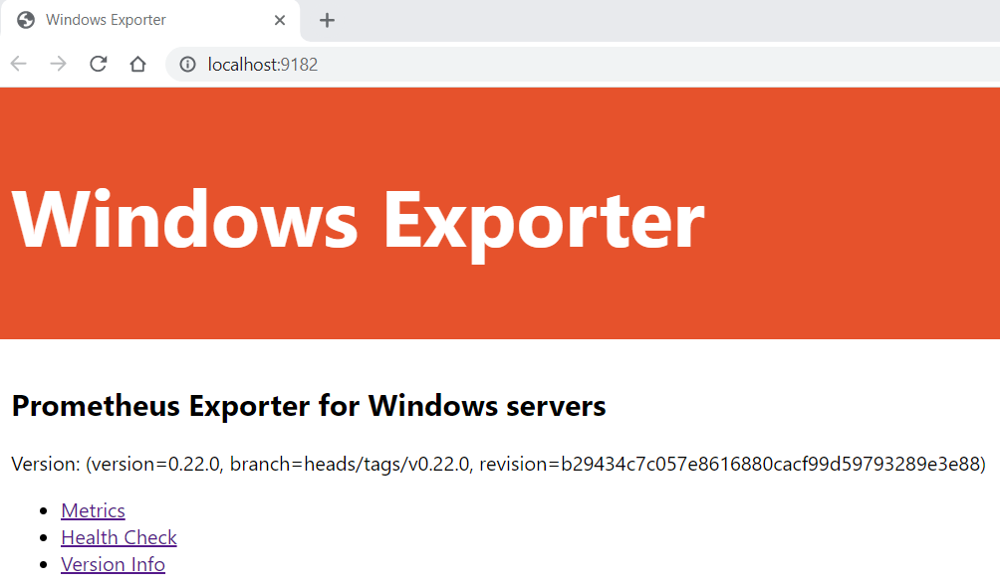 Windows Exporter
localhost:9182
Windows Exporter
Prometheus Exporter for Windows servers
Version: (version=0.22.0, branch=heads/tags/v0.22.0, revision=b29434c7c057e8616880cacf99d59793289e3e88)
Metrics
Health Check
Version Info